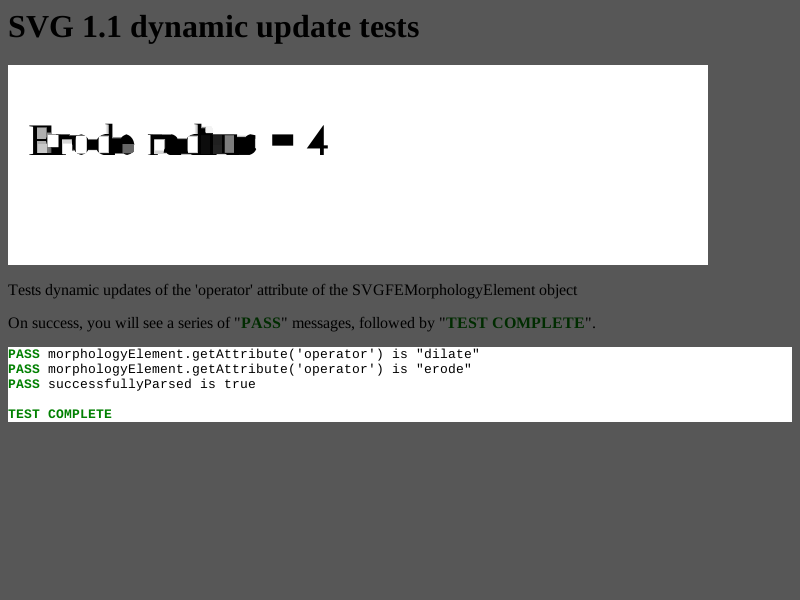 SVG 1.1 dynamic update tests
Erode radius = 4
Tests dynamic updates of the 'operator' attribute of the SVGFEMorphologyElement object
On success, you will see a series of "PASS" messages, followed by "TEST COMPLETE".
PASS morphologyElement.getAttribute('operator') is "dilate"
PASS morphologyElement.getAttribute('operator') is "erode"
PASS successfullyParsed is true
TEST COMPLETE